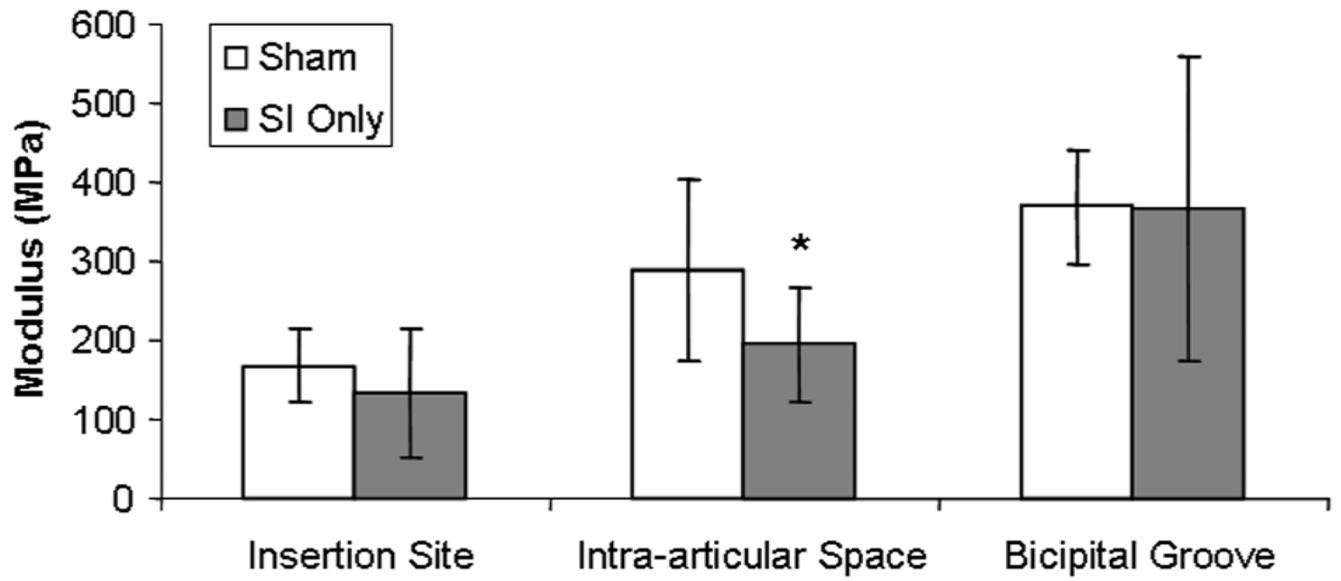 Modulus (MPa)
600
500
400
300
200
100
0
Sham
SI Only
*
Insertion Site
Intra-articular Space
Bicipital Groove